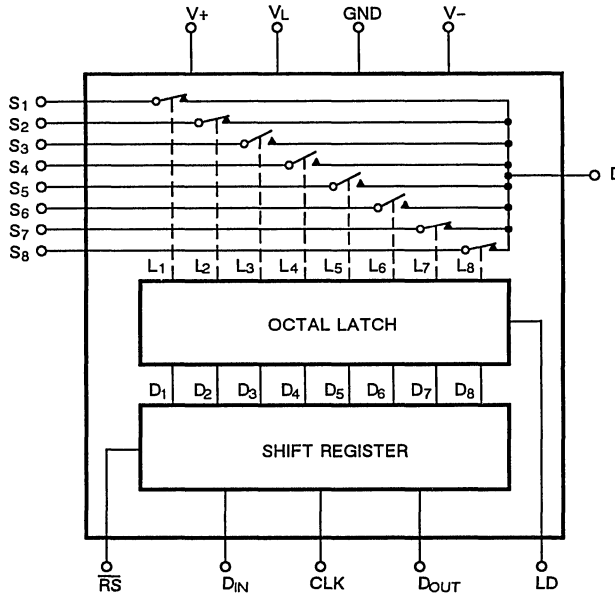 V+ VL GND V-
S1
S2
S3
S4
D
S5
S6
S7
S8
L1 L2 L3 L4 L5 L6 L7 L8
OCTAL LATCH
D1 D2 D3 D4 D5 D6 D7 D8
SHIFT REGISTER
RS DIN CLK DOUT LD